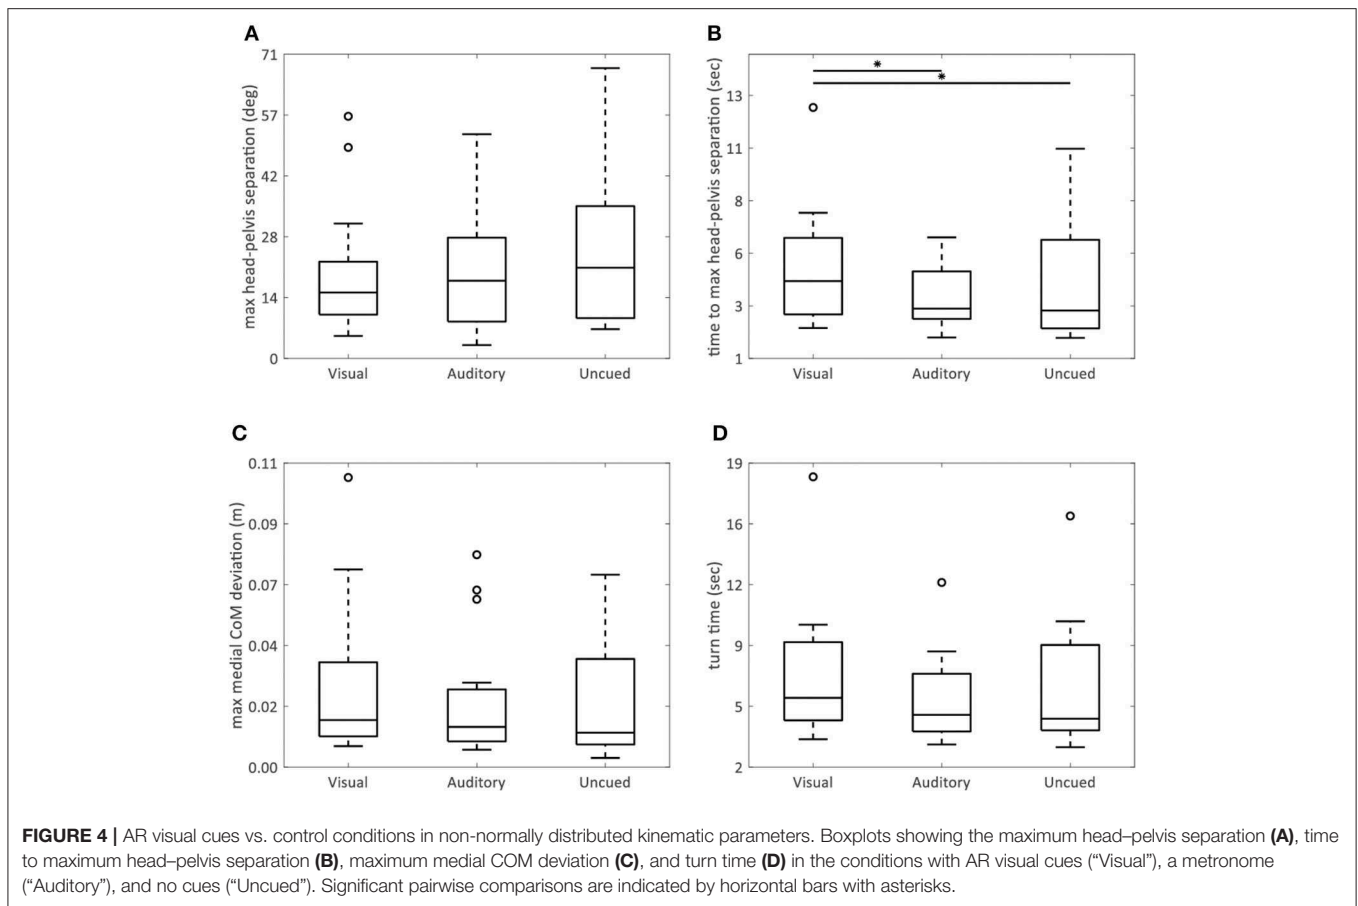 A
71
57
42
28
14
0
max head-pelvis separation (deg)
Visual
Auditory
Uncued
B
13
11
8
6
3
1
time to max head-pelvis separation (sec)
*
*
Visual
Auditory
Uncued
C
0.11
0.09
0.07
0.04
0.02
0.00
max medial CoM deviation (m)
Visual
Auditory
Uncued
D
19
16
12
9
5
2
turn time (sec)
Visual
Auditory
Uncued
FIGURE 4 | AR visual cues vs. control conditions in non-normally distributed kinematic parameters. Boxplots showing the maximum head–pelvis separation (A), time
to maximum head–pelvis separation (B), maximum medial COM deviation (C), and turn time (D) in the conditions with AR visual cues (“Visual”), a metronome
(“Auditory”), and no cues (“Uncued”). Significant pairwise comparisons are indicated by horizontal bars with asterisks.